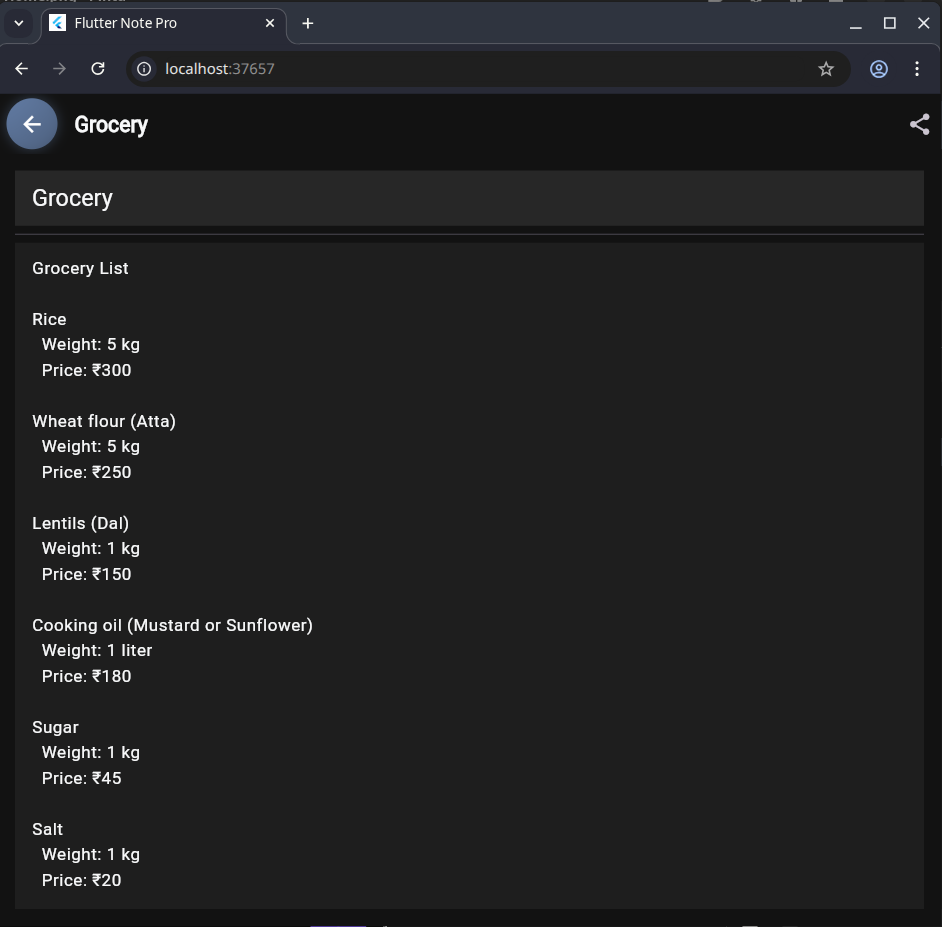 Flutter Note Pro
localhost:37657
Grocery
Grocery
Grocery List
Rice
Weight: 5 kg
Price: ₹300
Wheat flour (Atta)
Weight: 5 kg
Price: ₹250
Lentils (Dal)
Weight: 1 kg
Price: ₹150
Cooking oil (Mustard or Sunflower)
Weight: 1 liter
Price: ₹180
Sugar
Weight: 1 kg
Price: ₹45
Salt
Weight: 1 kg
Price: ₹20